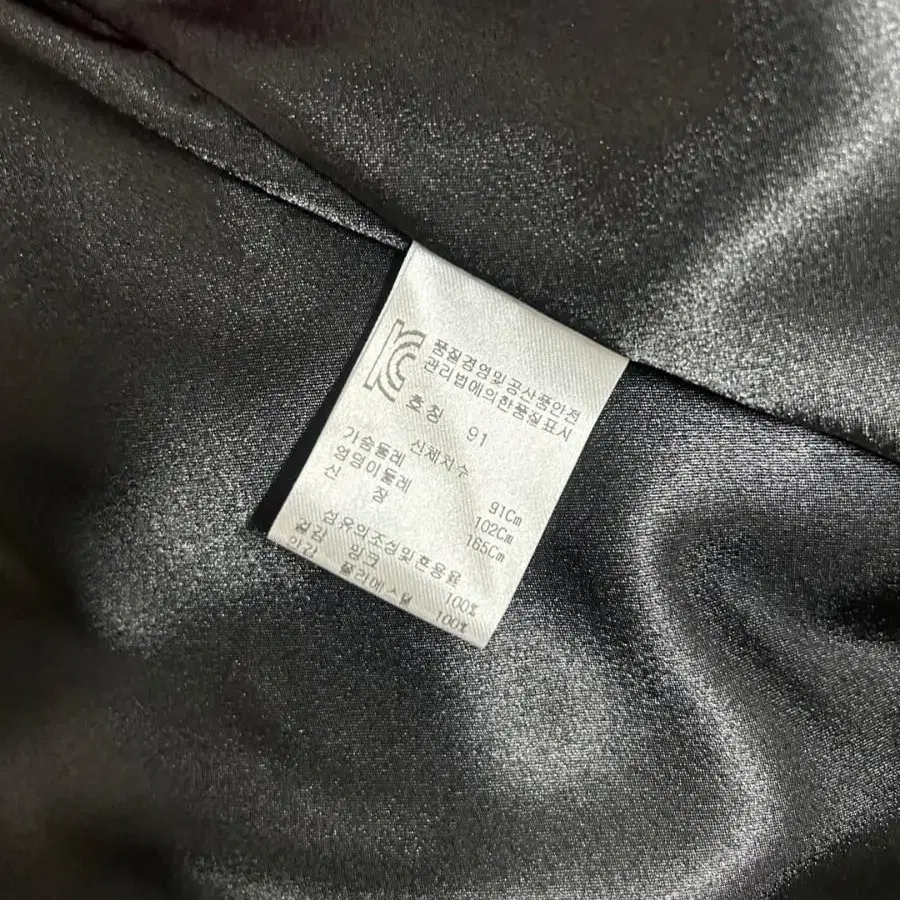 KC
품질경영및공산품안전
관리법에의한품질표시
호칭 91
신체치수
가슴둘레 91Cm
엉덩이둘레 102Cm
신 장 165Cm
섬유의조성및혼용률
겉감 밍크 100%
안감 폴리에스텔 100%